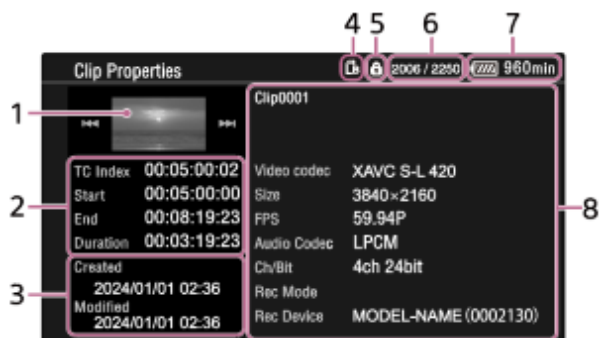 4 5 6 7
Clip Properties 2006 / 2250 960min
1
Clip0001
TC Index 00:05:00:02
Start 00:05:00:00
End 00:08:19:23
Duration 00:03:19:23
2
Created
2024/01/01 02:36
Modified
2024/01/01 02:36
3
Video codec XAVC S-L 420
Size 3840×2160
FPS 59.94P
Audio Codec LPCM
Ch/Bit 4ch 24bit
Rec Mode
Rec Device MODEL-NAME (0002130)
8